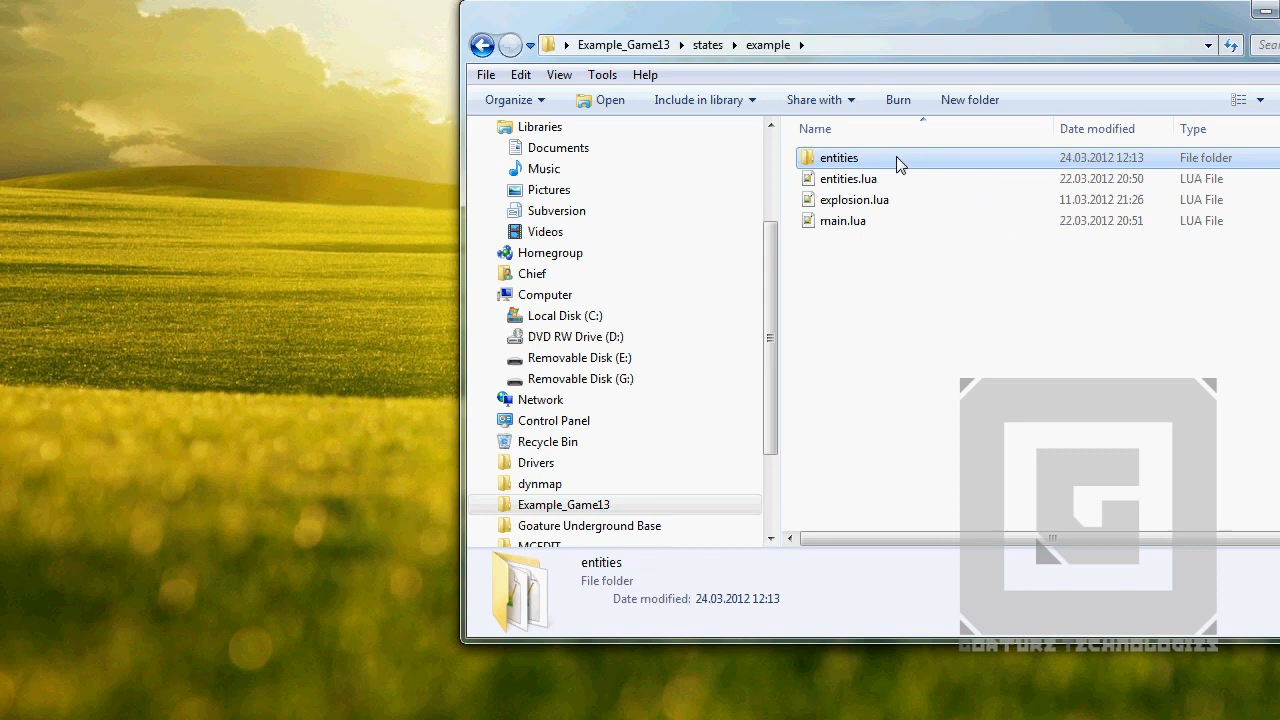 Example_Game13 states example
Sear
File Edit View Tools Help
Organize Open Include in library Share with Burn New folder
Name Date modified Type
Libraries
Documents
Music
Pictures
Subversion
Videos
Homegroup
Chief
Computer
Local Disk (C:)
DVD RW Drive (D:)
Removable Disk (E:)
Removable Disk (G:)
Network
Control Panel
Recycle Bin
Drivers
dynmap
Example_Game13
Goature Underground Base
MCEDIT
entities 24.03.2012 12:13 File folder
entities.lua 22.03.2012 20:50 LUA File
explosion.lua 11.03.2012 21:26 LUA File
main.lua 22.03.2012 20:51 LUA File
entities
File folder
Date modified: 24.03.2012 12:13
GOATURE TECHNOLOGIES